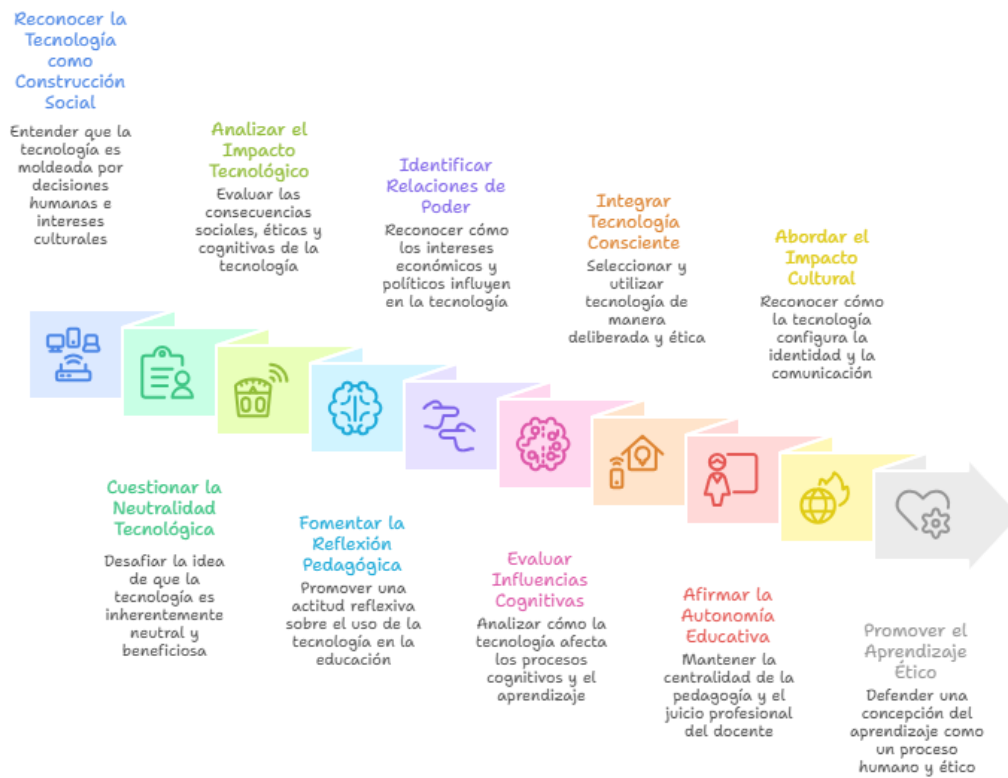 Reconocer la
Tecnología
como
Construcción
Social
Entender que la
tecnología es
moldeada por
decisiones
humanas e
intereses
culturales
Cuestionar la
Neutralidad
Tecnológica
Desafiar la idea
de que la
tecnología es
inherentemente
neutral y
beneficiosa
Analizar el
Impacto
Tecnológico
Evaluar las
consecuencias
sociales, éticas y
cognitivas de la
tecnología
Fomentar la
Reflexión
Pedagógica
Promover una
actitud reflexiva
sobre el uso de la
tecnología en la
educación
Identificar
Relaciones de
Poder
Reconocer cómo
los intereses
económicos y
políticos influyen
en la tecnología
Evaluar
Influencias
Cognitivas
Analizar cómo la
tecnología afecta
los procesos
cognitivos y el
aprendizaje
Integrar
Tecnología
Consciente
Seleccionar y
utilizar
tecnología de
manera
deliberada y ética
Afirmar la
Autonomía
Educativa
Mantener la
centralidad de la
pedagogía y el
juicio profesional
del docente
Abordar el
Impacto
Cultural
Reconocer cómo
la tecnología
configura la
identidad y la
comunicación
Promover el
Aprendizaje
Ético
Defender una
concepción del
aprendizaje como
un proceso
humano y ético